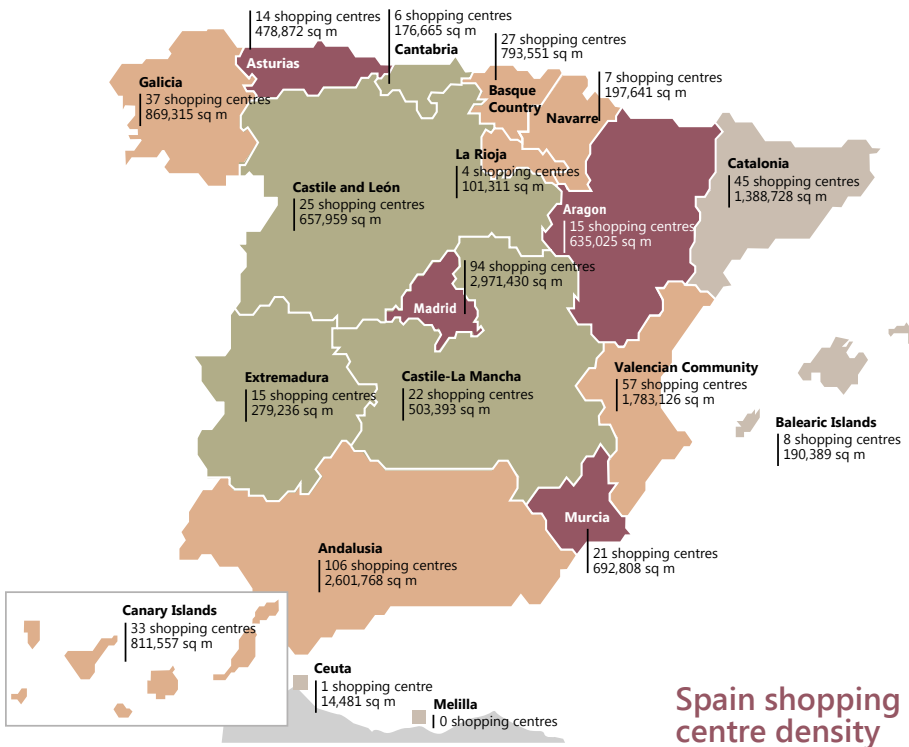 14 shopping centres
478,872 sq m
Asturias
6 shopping centres
176,665 sq m
Cantabria
27 shopping centres
793,551 sq m
Basque
Country
7 shopping centres
197,641 sq m
Navarre
Galicia
37 shopping centres
869,315 sq m
La Rioja
4 shopping centres
101,311 sq m
Catalonia
45 shopping centres
1,388,728 sq m
Castile and León
25 shopping centres
657,959 sq m
Aragon
15 shopping centres
635,025 sq m
94 shopping centres
2,971,430 sq m
Madrid
Extremadura
15 shopping centres
279,236 sq m
Castile-La Mancha
22 shopping centres
503,393 sq m
Valencian Community
57 shopping centres
1,783,126 sq m
Balearic Islands
8 shopping centres
190,389 sq m
Murcia
21 shopping centres
692,808 sq m
Andalusia
106 shopping centres
2,601,768 sq m
Canary Islands
33 shopping centres
811,557 sq m
Ceuta
1 shopping centre
14,481 sq m
Melilla
0 shopping centres
Spain shopping
centre density